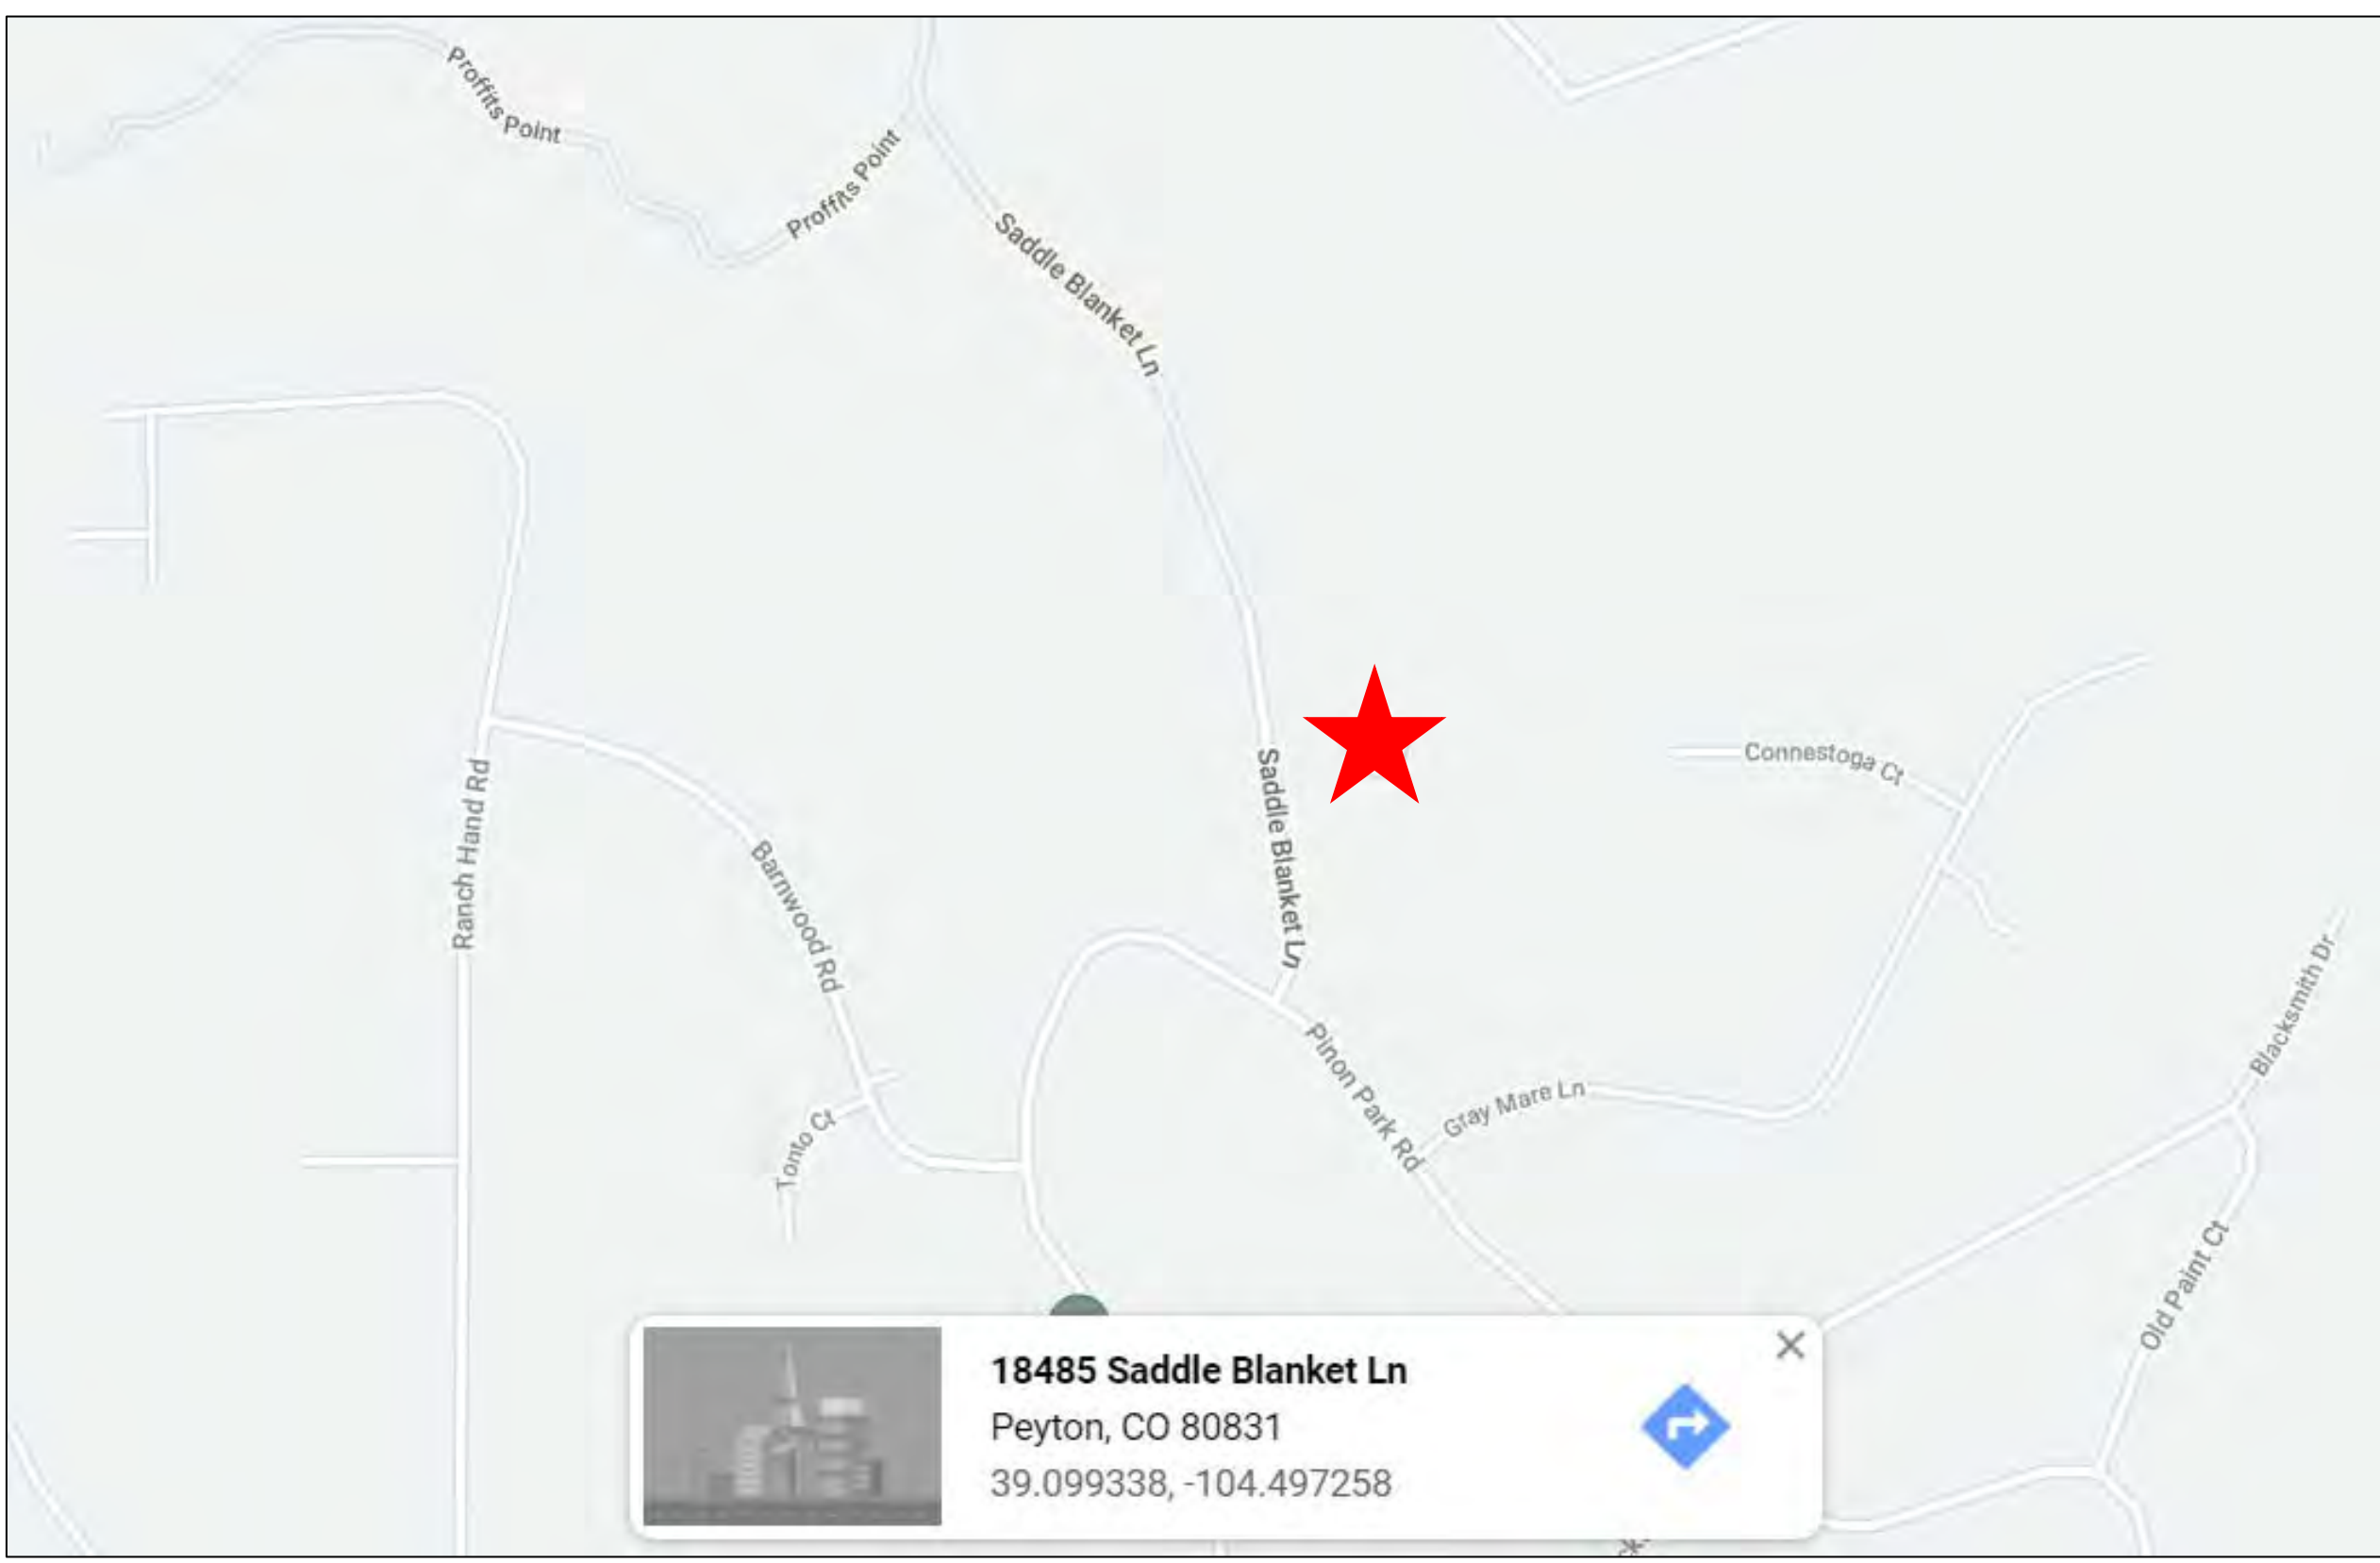 Proffits Point
Proffits Point
Saddle Blanket Ln
Saddle Blanket Ln
Connestoga Ct
Ranch Hand Rd
Barnwood Rd
Blacksmith Dr
Pinon Park Rd
Gray Mare Ln
Tonto Ct
Old Paint Ct
18485 Saddle Blanket Ln
Peyton, CO 80831
39.099338, -104.497258